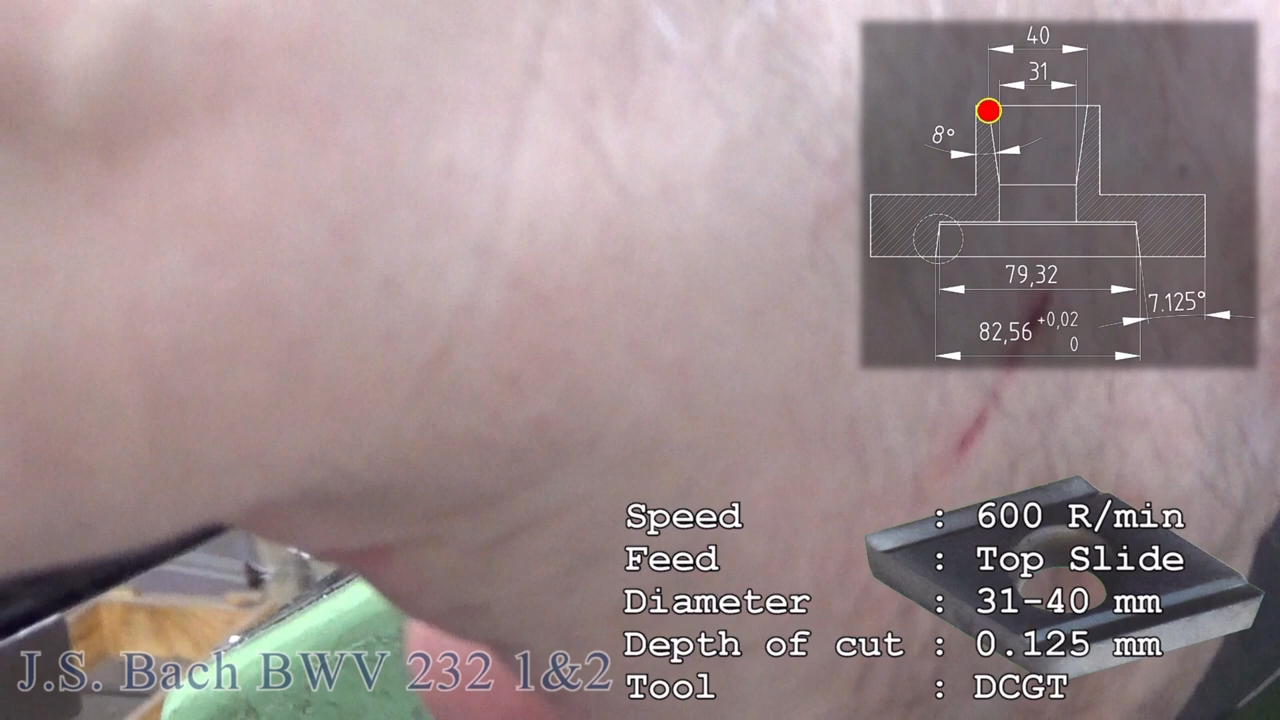 40
31
8°
79,32
7.125°
82,56 +0,02 0
Speed : 600 R/min
Feed : Top Slide
Diameter : 31-40 mm
Depth of cut : 0.125 mm
Tool : DCGT
J.S. Bach BWV 232 1&2